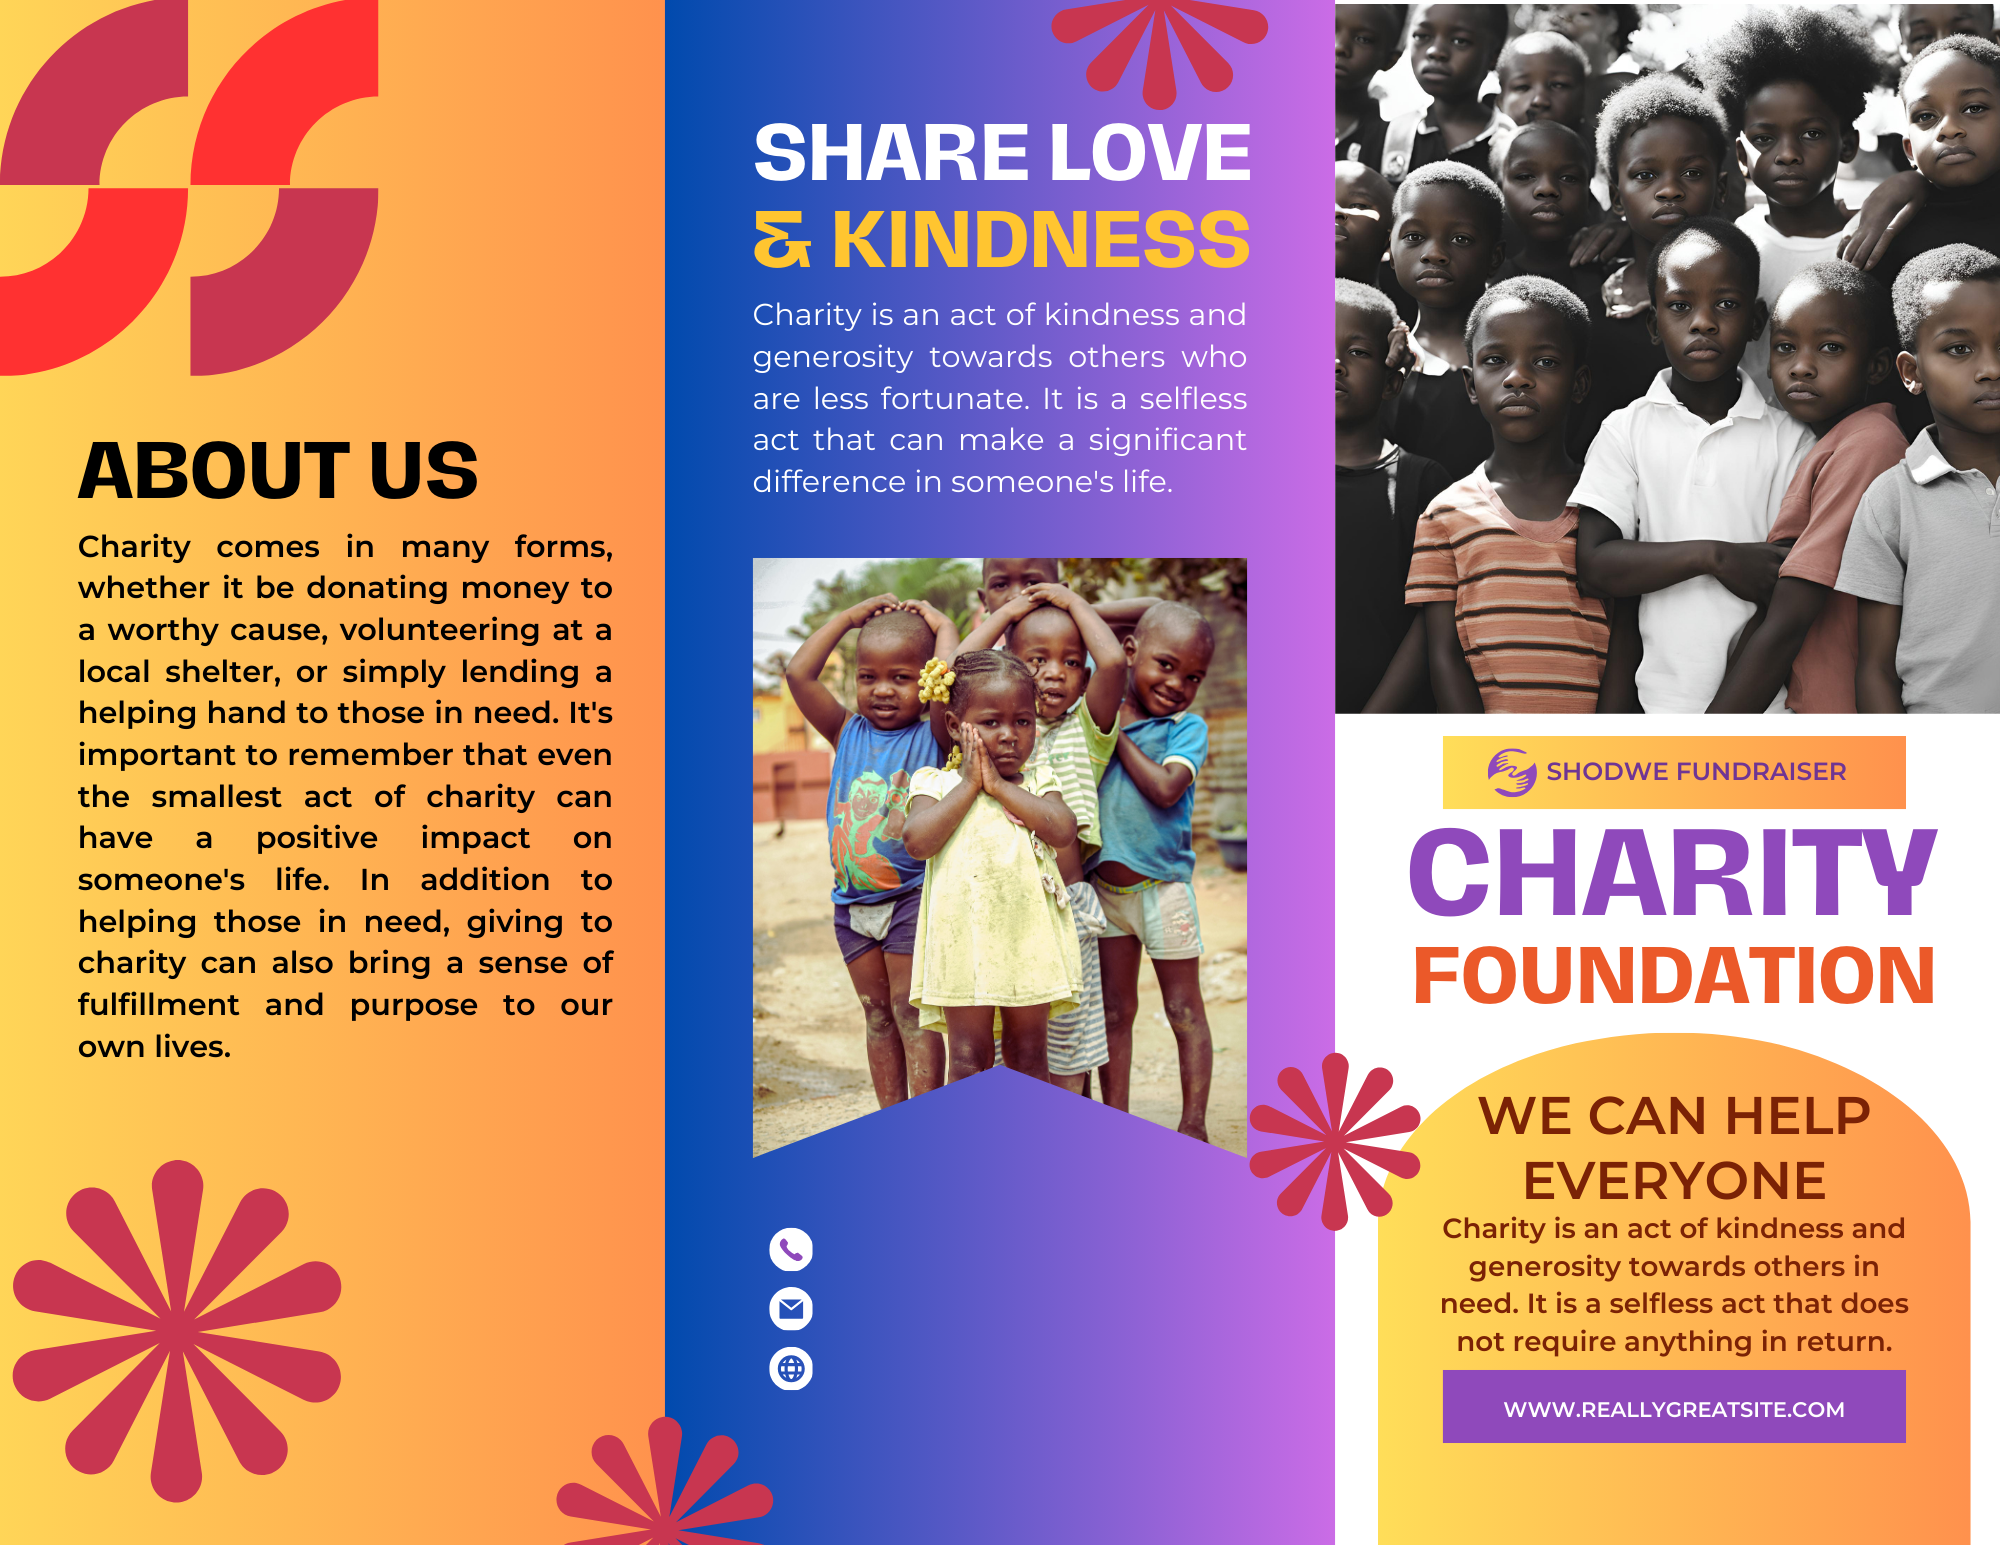 ABOUT US
Charity comes in many forms,
whether it be donating money to
a worthy cause, volunteering at a
local shelter, or simply lending a
helping hand to those in need. It's
important to remember that even
the smallest act of charity can
have a positive impact on
someone's life. In addition to
helping those in need, giving to
charity can also bring a sense of
fulfillment and purpose to our
own lives.
SHARE LOVE
& KINDNESS
Charity is an act of kindness and
generosity towards others who
are less fortunate. It is a selfless
act that can make a significant
difference in someone's life.
SHODWE FUNDRAISER
CHARITY
FOUNDATION
WE CAN HELP
EVERYONE
Charity is an act of kindness and
generosity towards others in
need. It is a selfless act that does
not require anything in return.
WWW.REALLYGREATSITE.COM